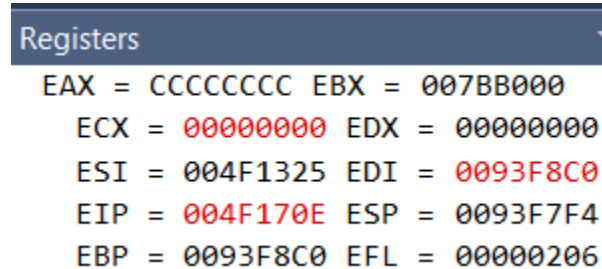 Registers
EAX = CCCCCCCC EBX = 007BB000
ECX = 00000000 EDX = 00000000
ESI = 004F1325 EDI = 0093F8C0
EIP = 004F170E ESP = 0093F7F4
EBP = 0093F8C0 EFL = 00000206